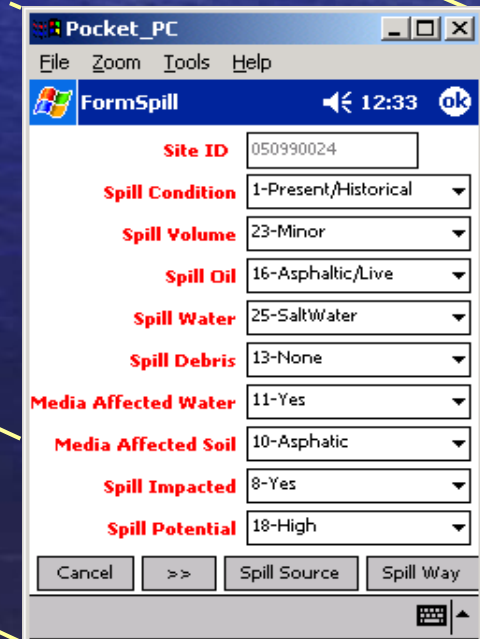 Pocket_PC
File Zoom Tools Help
FormSpill 12:33 ok
Site ID 050990024
Spill Condition 1-Present/Historical
Spill Volume 23-Minor
Spill Oil 16-Asphaltic/Live
Spill Water 25-SaltWater
Spill Debris 13-None
Media Affected Water 11-Yes
Media Affected Soil 10-Asphatic
Spill Impacted 8-Yes
Spill Potential 18-High
Cancel >> Spill Source Spill Way